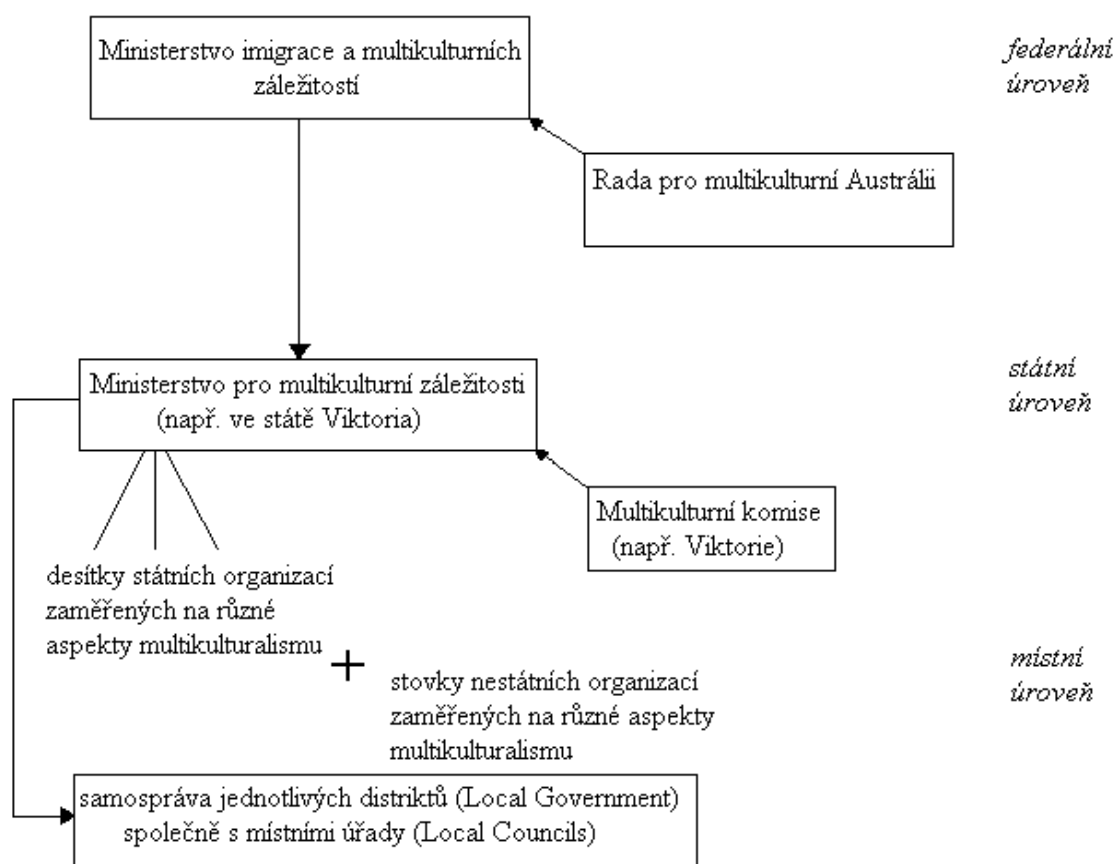 Ministerstvo imigrace a multikulturních
záležitostí
federální
úroveň
Rada pro multikulturní Austrálii
Ministerstvo pro multikulturní záležitosti
(např. ve státě Viktoria)
státní
úroveň
Multikulturní komise
(např. Viktorie)
desítky státních organizací
zaměřených na různé
aspekty multikulturalismu
+
stovky nestátních organizací
zaměřených na různé aspekty
multikulturalismu
místní
úroveň
samospráva jednotlivých distriktů (Local Government)
společně s místními úřady (Local Councils)